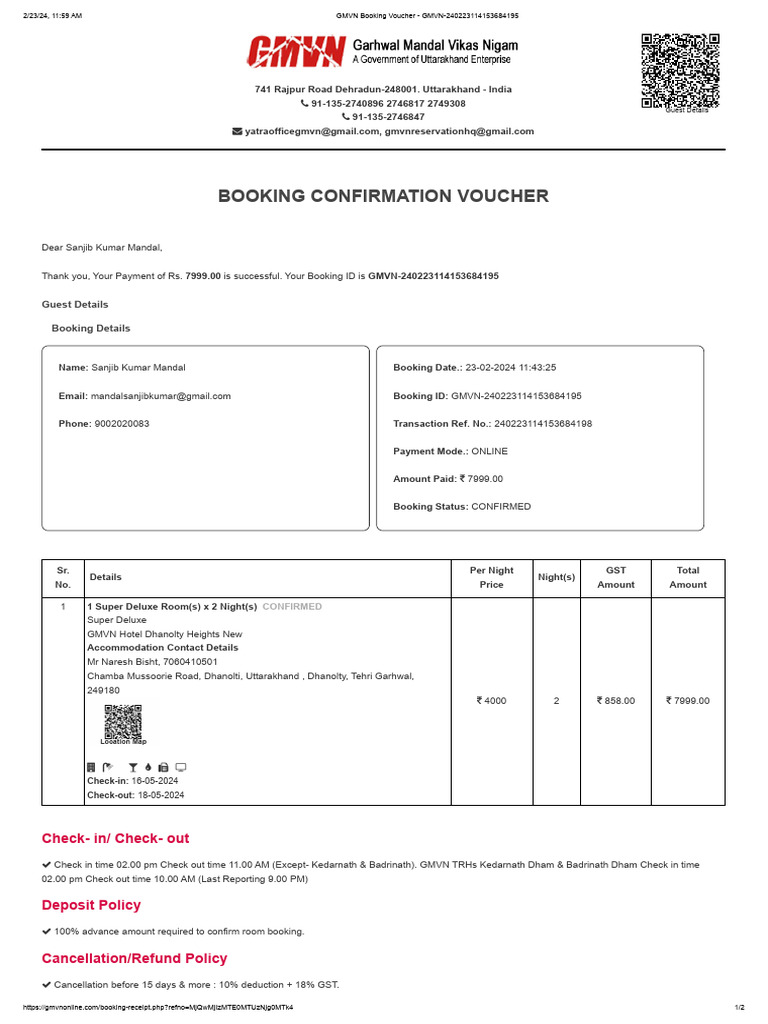 2/23/24, 11:59 AM GMVN Booking Voucher - GMVN-240223114153684195
GMVN Garhwal Mandal Vikas Nigam
A Government of Uttarakhand Enterprise
741 Rajpur Road Dehradun-248001. Uttarakhand - India
91-135-2740896 2746817 2749308
91-135-2746847
yatraofficegmvn@gmail.com, gmvnreservationhq@gmail.com
Guest Details
BOOKING CONFIRMATION VOUCHER
Dear Sanjib Kumar Mandal,
Thank you, Your Payment of Rs. 7999.00 is successful. Your Booking ID is GMVN-240223114153684195
Guest Details
Booking Details
Name: Sanjib Kumar Mandal
Email: mandalsanjibkumar@gmail.com
Phone: 9002020083
Booking Date.: 23-02-2024 11:43:25
Booking ID: GMVN-240223114153684195
Transaction Ref. No.: 240223114153684198
Payment Mode.: ONLINE
Amount Paid: ₹ 7999.00
Booking Status: CONFIRMED
Sr. No. Details Per Night Price Night(s) GST Amount Total Amount
1 1 Super Deluxe Room(s) x 2 Night(s) CONFIRMED
Super Deluxe
GMVN Hotel Dhanolty Heights New
Accommodation Contact Details
Mr Naresh Bisht, 7060410501
Chamba Mussoorie Road, Dhanolti, Uttarakhand , Dhanolty, Tehri Garhwal,
249180
₹ 4000 2 ₹ 858.00 ₹ 7999.00
Location Map
Check-in: 16-05-2024
Check-out: 18-05-2024
Check- in/ Check- out
✔ Check in time 02.00 pm Check out time 11.00 AM (Except- Kedarnath & Badrinath). GMVN TRHs Kedarnath Dham & Badrinath Dham Check in time
02.00 pm Check out time 10.00 AM (Last Reporting 9.00 PM)
Deposit Policy
✔ 100% advance amount required to confirm room booking.
Cancellation/Refund Policy
✔ Cancellation before 15 days & more : 10% deduction + 18% GST.
https://gmvnonline.com/booking-receipt.php?refno=MjQwMjIzMTE0MTUzNjg0MTk4 1/2